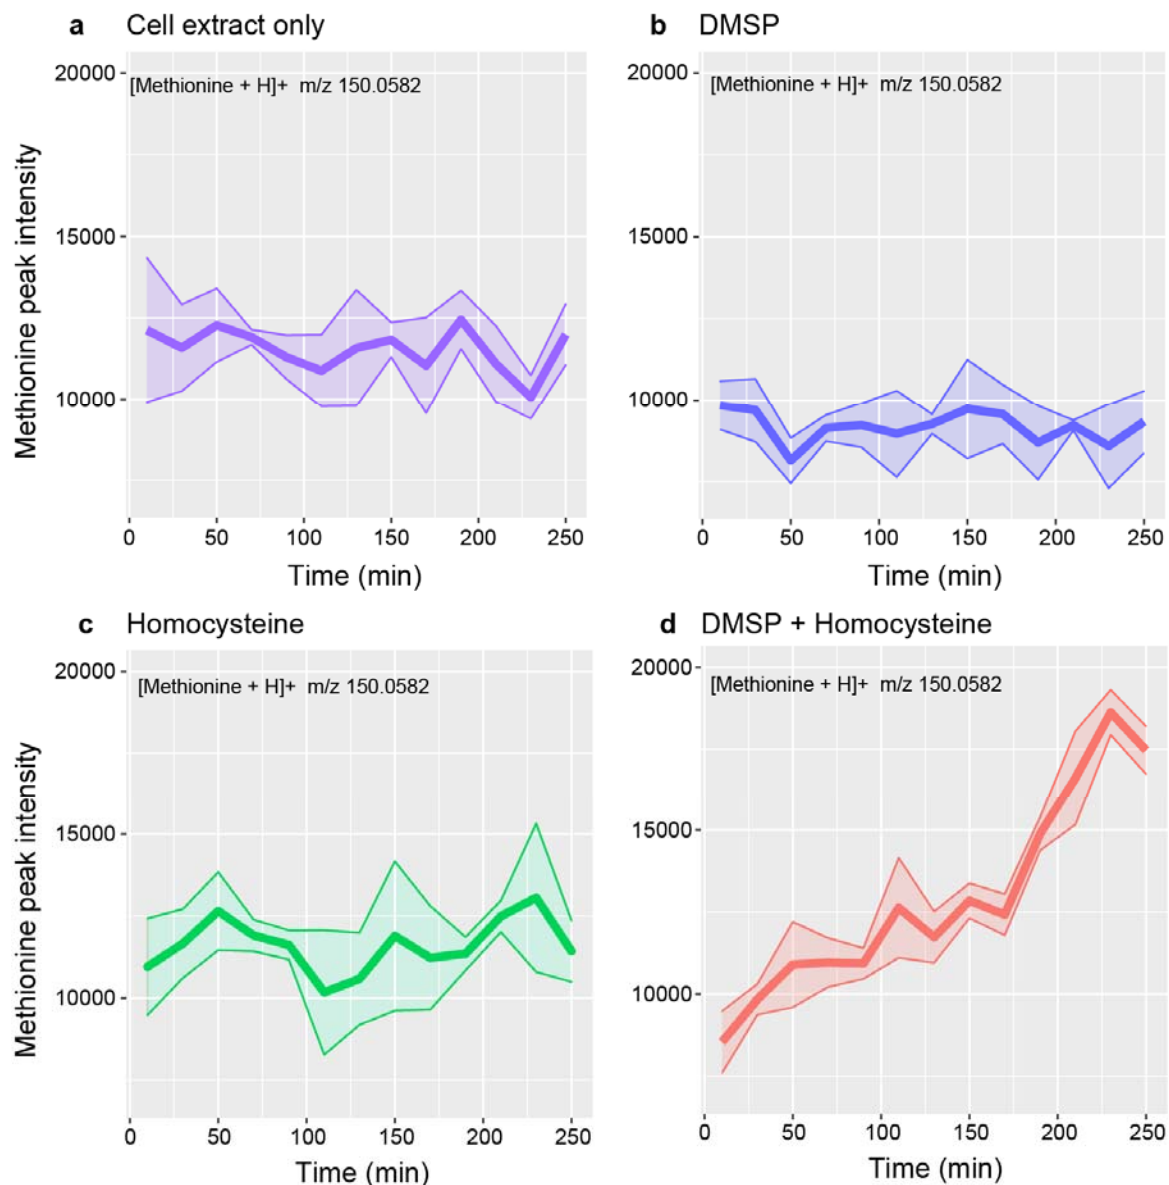 a Cell extract only
[Methionine + H]+ m/z 150.0582
Methionine peak intensity
20000
15000
10000
0 50 100 150 200 250
Time (min)
b DMSP
[Methionine + H]+ m/z 150.0582
20000
15000
10000
0 50 100 150 200 250
Time (min)
c Homocysteine
[Methionine + H]+ m/z 150.0582
Methionine peak intensity
20000
15000
10000
0 50 100 150 200 250
Time (min)
d DMSP + Homocysteine
[Methionine + H]+ m/z 150.0582
20000
15000
10000
0 50 100 150 200 250
Time (min)